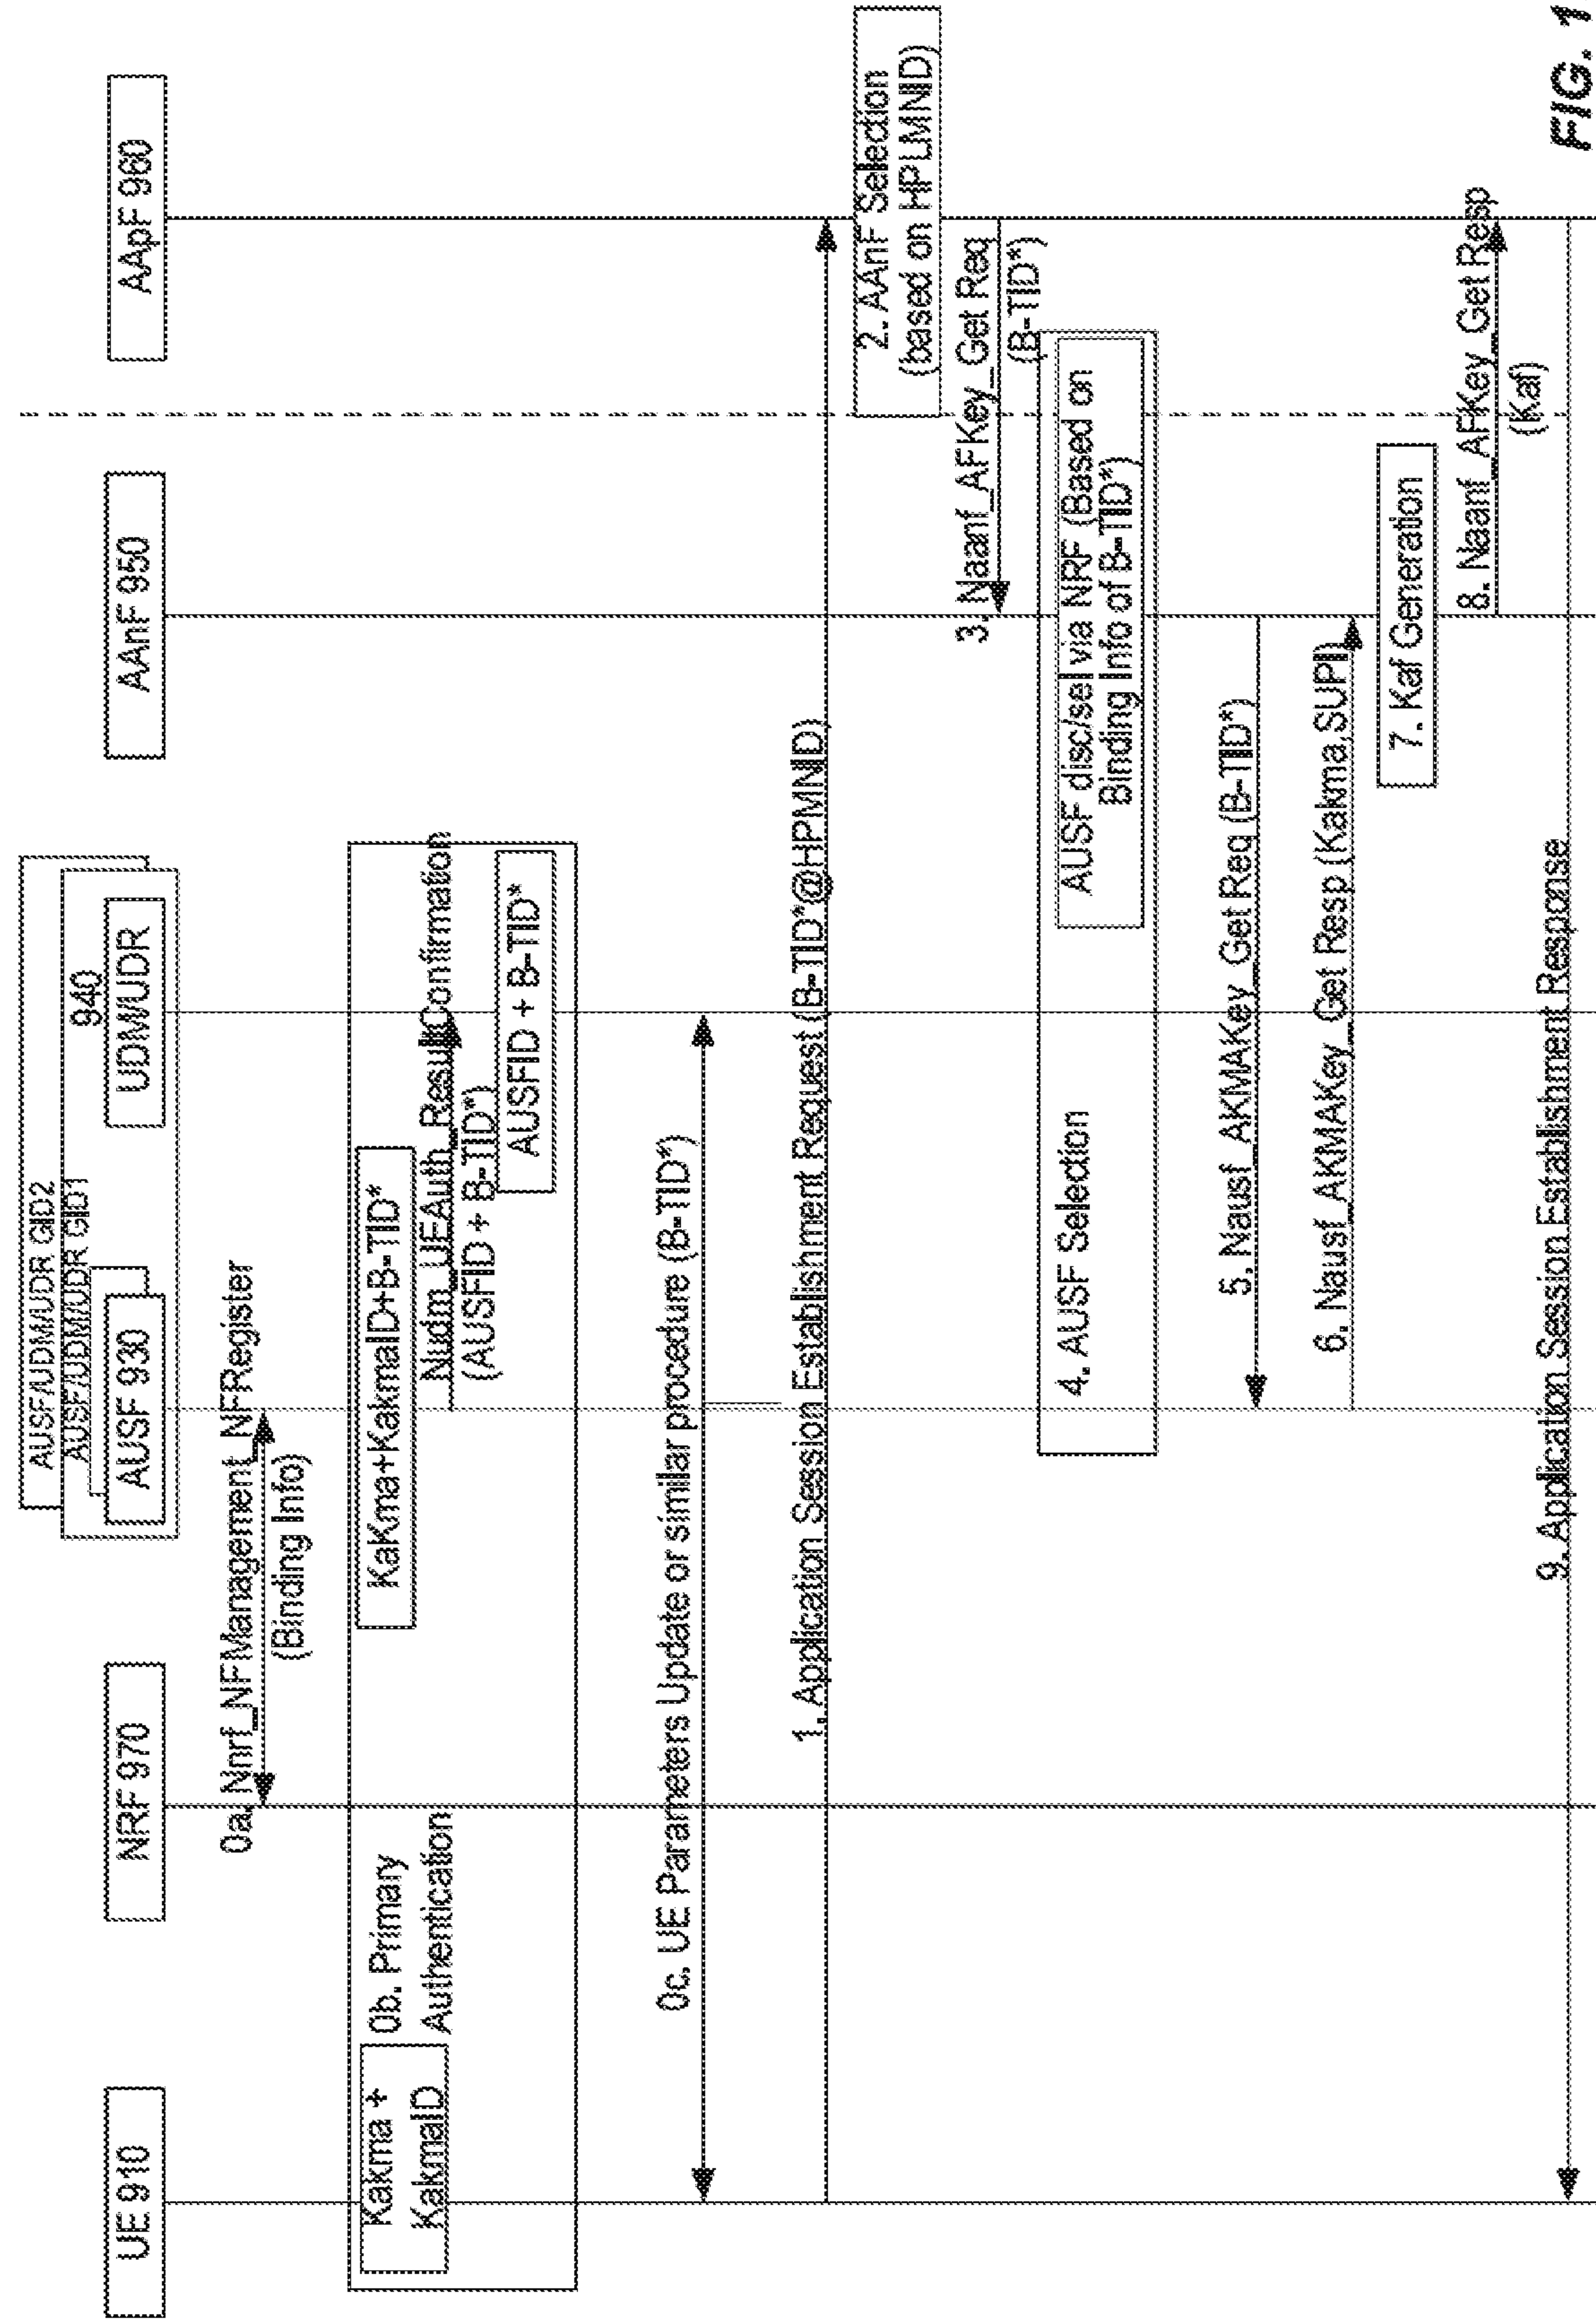 UE 910
NRF 970
AUSF/UDM/UDR GID2
AUSF/UDM/UDR GID1
AUSF 930
940
UDM/UDR
AAnF 950
AApF 960
0a. Nnrf_NFManagement_NFRegister
(Binding Info)
Kakma +
KakmaID
0b. Primary
Authentication
KaKma+KakmaID+B-TID*
Nudm_UEAuth_ResultConfirmation
(AUSFID + B-TID*)
AUSFID + B-TID*
0c. UE Parameters Update or similar procedure (B-TID*)
1. Application Session Establishment Request (B-TID*@HPMNID)
2. AAnF Selection
(based on HPLMNID)
3. Naanf_AFKey_Get Req
(B-TID*)
4. AUSF Selection
AUSF disc/sel via NRF (Based on
Binding Info of B-TID*)
5. Nausf_AKMAKey_Get Req (B-TID*)
6. Nausf_AKMAKey_Get Resp (Kakma,SUPI)
7. Kaf Generation
8. Naanf_AFKey_Get Resp
(Kaf)
9. Application Session Establishment Response
FIG. 1